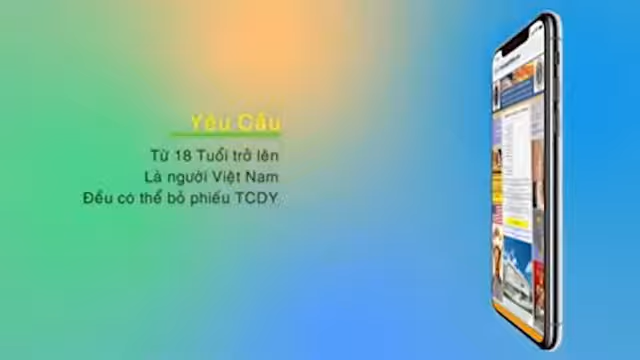 Yêu Cầu
Từ 18 Tuổi trở lên
Là người Việt Nam
Đều có thể bỏ phiếu TCDY